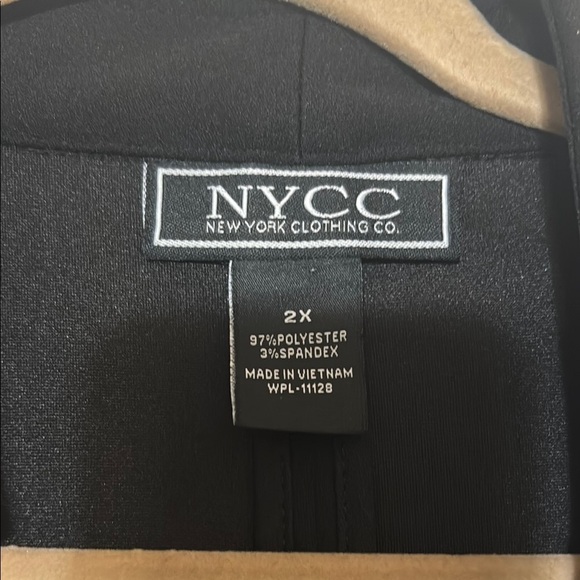 NYCC
NEW YORK CLOTHING CO.
2X
97%POLYESTER
3%SPANDEX
MADE IN VIETNAM
WPL-11128